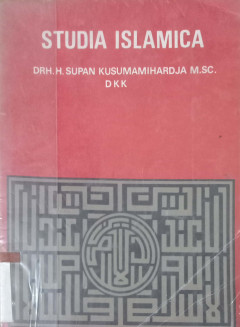 STUDIA ISLAMICA
DRH. H. SUPAN KUSUMAMIHARDJA M.SC.
DKK